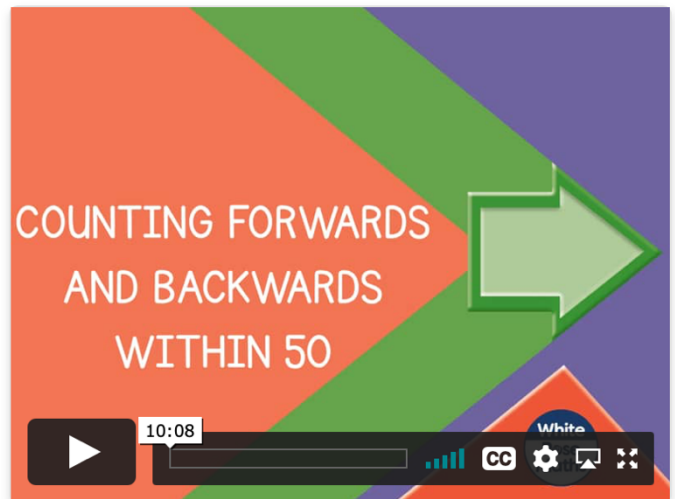 COUNTING FORWARDS
AND BACKWARDS
WITHIN 50
10:08
White
CC